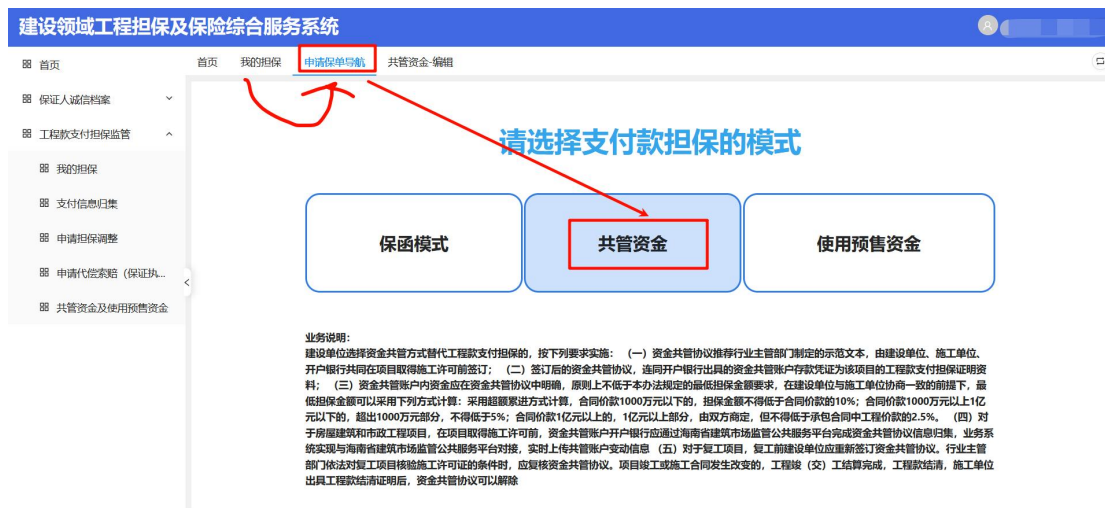 建设领域工程担保及保险综合服务系统
首页
我的担保
申请保单导航
共管资金-编辑
首页
保证人诚信档案
工程款支付担保监管
我的担保
支付信息归集
申请担保调整
申请代偿索赔（保证执...
共管资金及使用预售资金
请选择支付款担保的模式
保函模式
共管资金
使用预售资金
业务说明:
建设单位选择资金共管方式替代工程款支付担保的，按下列要求实施： （一）资金共管协议推荐行业主管部门制定的示范文本，由建设单位、施工单位、
开户银行共同在项目取得施工许可前签订； （二）签订后的资金共管协议，连同开户银行出具的资金共管账户存款凭证为该项目的工程款支付担保证明资
料； （三）资金共管账户内资金应在资金共管协议中明确，原则上不低于本办法规定的最低担保金额要求，在建设单位与施工单位协商一致的前提下，最
低担保金额可以采用下列方式计算：采用超额累进方式计算，合同价款1000万元以下的，担保金额不得低于合同价款的10%；合同价款1000万元以上1亿
元以下的，超出1000万元部分，不得低于5%；合同价款1亿元以上的，1亿元以上部分，由双方商定，但不得低于承包合同中工程价款的2.5%。 （四）对
于房屋建筑和市政工程项目，在项目取得施工许可前，资金共管账户开户银行应通过海南省建筑市场监管公共服务平台完成资金共管协议信息归集，业务系
统实现与海南省建筑市场监管公共服务平台对接，实时上传共管账户变动信息 （五）对于复工项目，复工前建设单位应重新签订资金共管协议。行业主管
部门依法对复工项目核验施工许可证的条件时，应复核资金共管协议。项目竣工或施工合同发生改变的，工程竣（交）工结算完成，工程款结清，施工单位
出具工程款结清证明后，资金共管协议可以解除